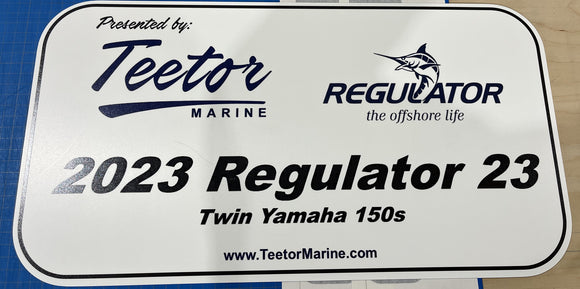 Presented by:
Teetor
MARINE
REGULATOR
the offshore life
2023 Regulator 23
Twin Yamaha 150s
www.TeetorMarine.com